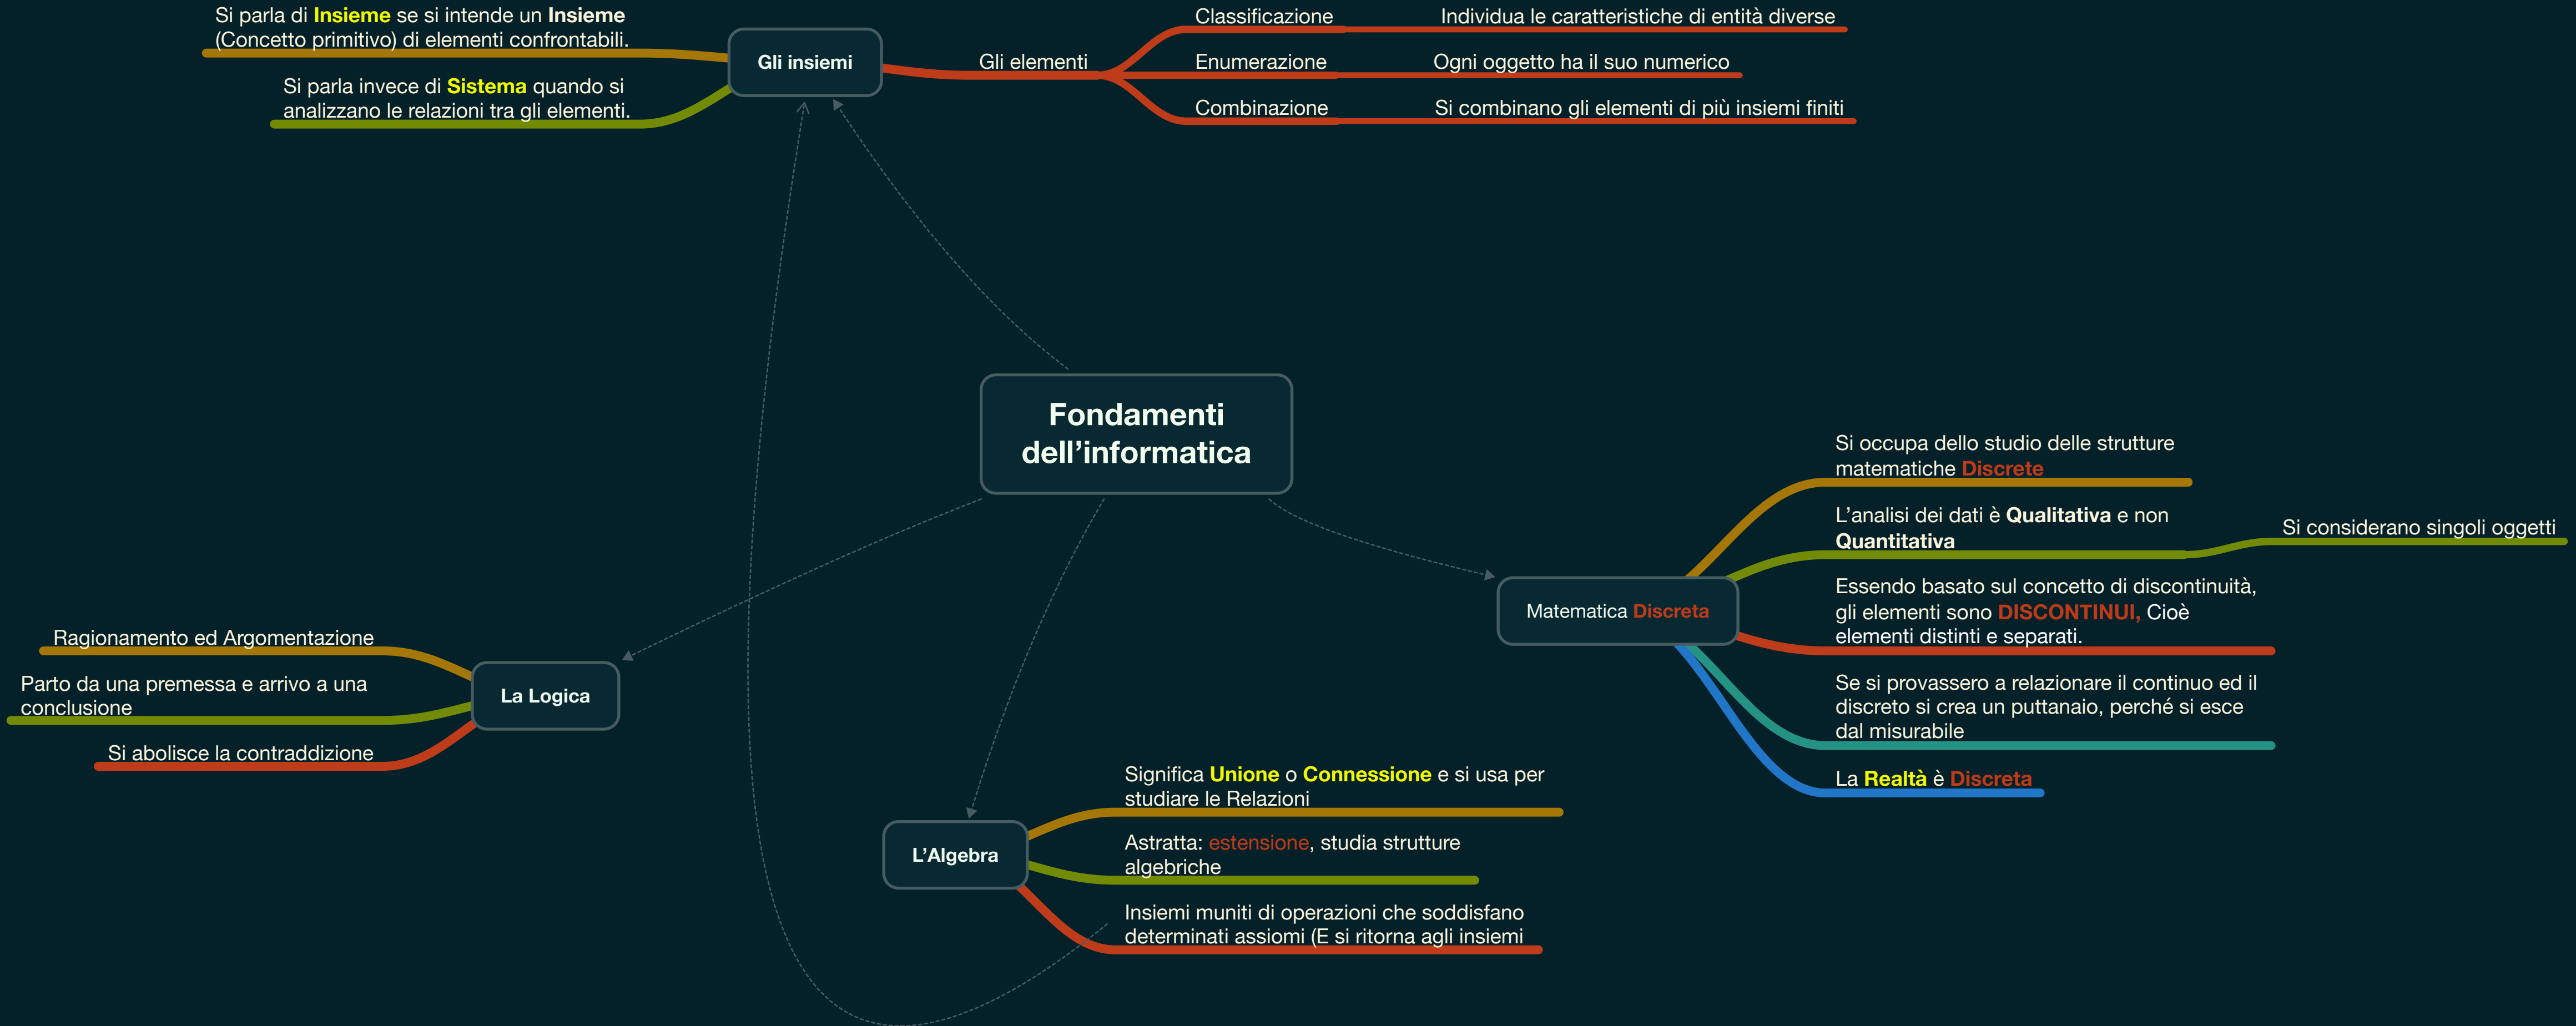 Si parla di Insieme se si intende un Insieme
(Concetto primitivo) di elementi confrontabili.
Si parla invece di Sistema quando si
analizzano le relazioni tra gli elementi.
Gli insiemi
Gli elementi
Classificazione
Individua le caratteristiche di entità diverse
Enumerazione
Ogni oggetto ha il suo numerico
Combinazione
Si combinano gli elementi di più insiemi finiti
Fondamenti
dell’informatica
Matematica Discreta
Si occupa dello studio delle strutture
matematiche Discrete
L’analisi dei dati è Qualitativa e non
Quantitativa
Si considerano singoli oggetti
Essendo basato sul concetto di discontinuità,
gli elementi sono DISCONTINUI, Cioè
elementi distinti e separati.
Se si provassero a relazionare il continuo ed il
discreto si crea un puttanaio, perché si esce
dal misurabile
La Realtà è Discreta
Ragionamento ed Argomentazione
Parto da una premessa e arrivo a una
conclusione
Si abolisce la contraddizione
La Logica
L’Algebra
Significa Unione o Connessione e si usa per
studiare le Relazioni
Astratta: estensione, studia strutture
algebriche
Insiemi muniti di operazioni che soddisfano
determinati assiomi (E si ritorna agli insiemi